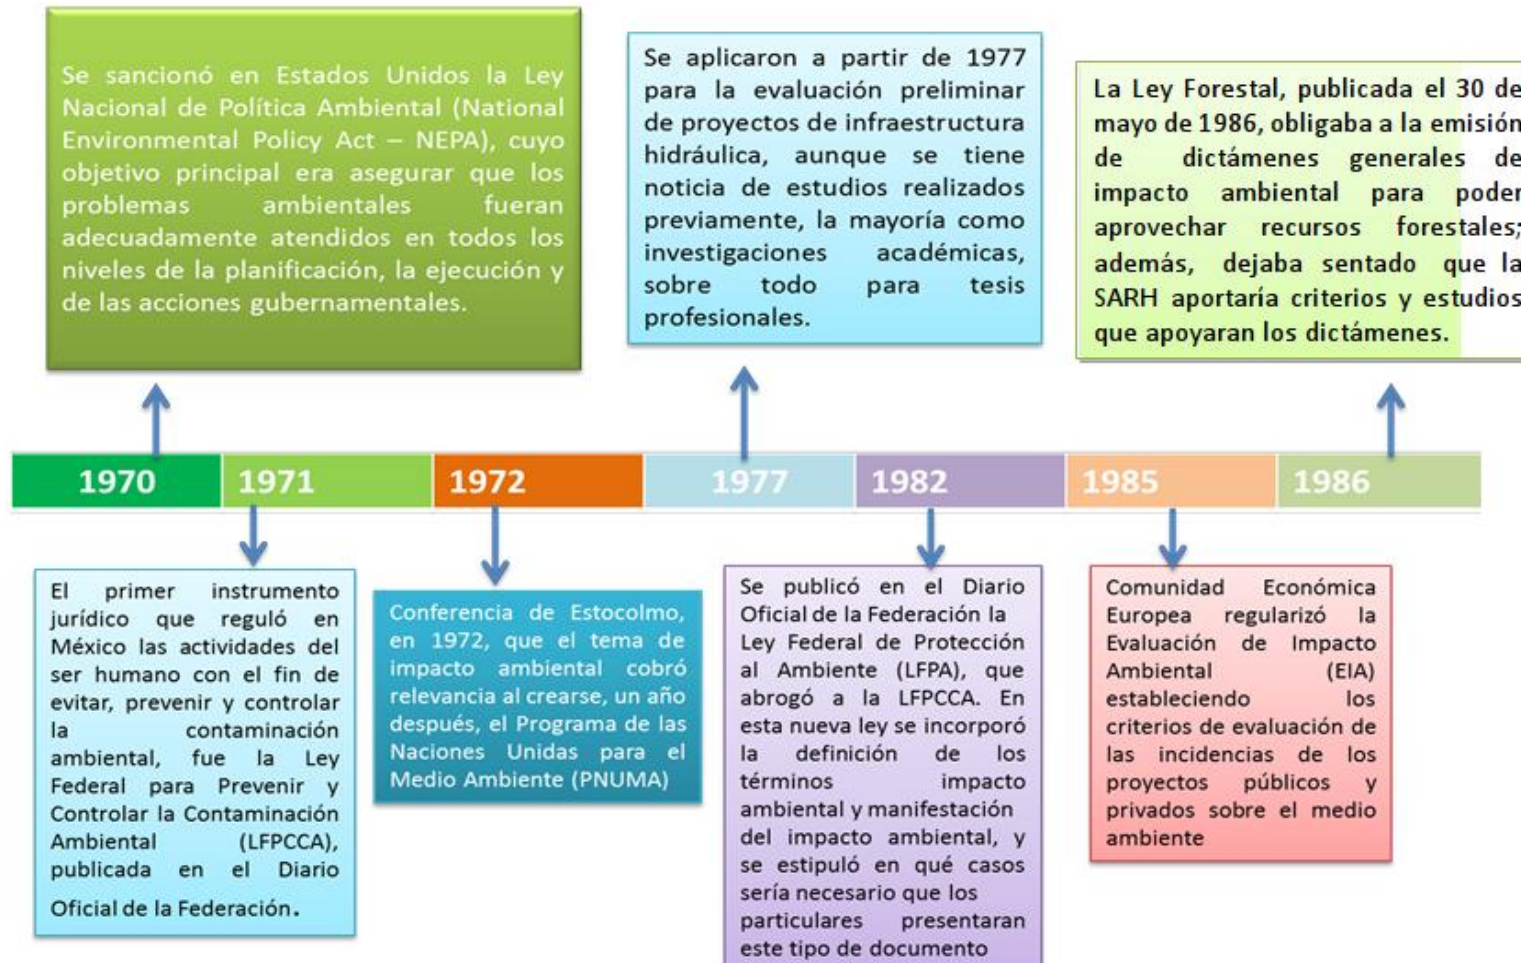 Se sancionó en Estados Unidos la Ley
Nacional de Política Ambiental (National
Environmental Policy Act – NEPA), cuyo
objetivo principal era asegurar que los
problemas ambientales fueran
adecuadamente atendidos en todos los
niveles de la planificación, la ejecución y
de las acciones gubernamentales.
Se aplicaron a partir de 1977
para la evaluación preliminar
de proyectos de infraestructura
hidráulica, aunque se tiene
noticia de estudios realizados
previamente, la mayoría como
investigaciones académicas,
sobre todo para tesis
profesionales.
La Ley Forestal, publicada el 30 de
mayo de 1986, obligaba a la emisión
de dictámenes generales de
impacto ambiental para poder
aprovechar recursos forestales;
además, dejaba sentado que la
SARH aportaría criterios y estudios
que apoyaran los dictámenes.
1970 1971 1972 1977 1982 1985 1986
El primer instrumento
jurídico que reguló en
México las actividades del
ser humano con el fin de
evitar, prevenir y controlar
la contaminación
ambiental, fue la Ley
Federal para Prevenir y
Controlar la Contaminación
Ambiental (LFPCCA),
publicada en el Diario
Oficial de la Federación.
Conferencia de Estocolmo,
en 1972, que el tema de
impacto ambiental cobró
relevancia al crearse, un año
después, el Programa de las
Naciones Unidas para el
Medio Ambiente (PNUMA)
Se publicó en el Diario
Oficial de la Federación la
Ley Federal de Protección
al Ambiente (LFPA), que
abrogó a la LFPCCA. En
esta nueva ley se incorporó
la definición de los
términos impacto
ambiental y manifestación
del impacto ambiental, y
se estipuló en qué casos
sería necesario que los
particulares presentaran
este tipo de documento
Comunidad Económica
Europea regularizó la
Evaluación de Impacto
Ambiental (EIA)
estableciendo los
criterios de evaluación de
las incidencias de los
proyectos públicos y
privados sobre el medio
ambiente